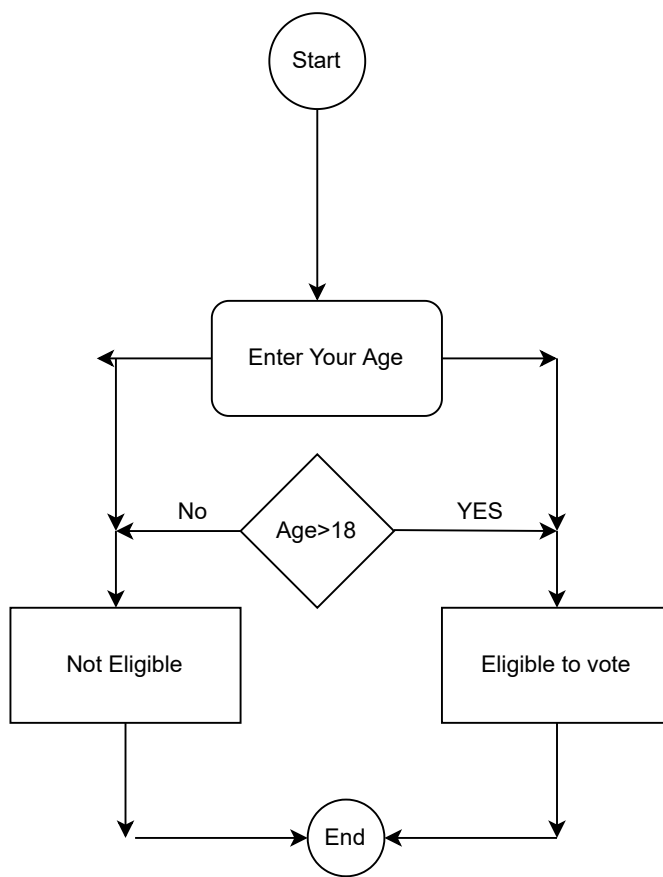 Start
Enter Your Age
No
Age>18
YES
Not Eligible
Eligible to vote
End